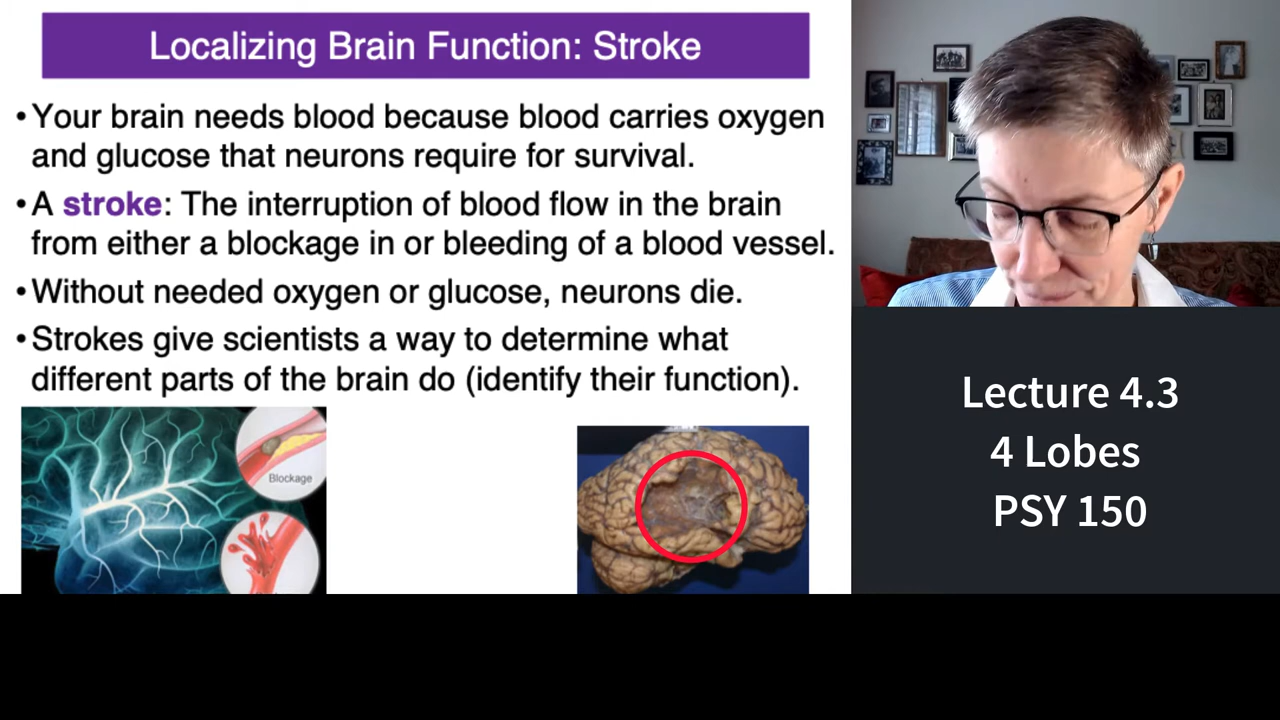 Localizing Brain Function: Stroke
• Your brain needs blood because blood carries oxygen
and glucose that neurons require for survival.
• A stroke: The interruption of blood flow in the brain
from either a blockage in or bleeding of a blood vessel.
• Without needed oxygen or glucose, neurons die.
• Strokes give scientists a way to determine what
different parts of the brain do (identify their function).
Blockage
Lecture 4.3
4 Lobes
PSY 150